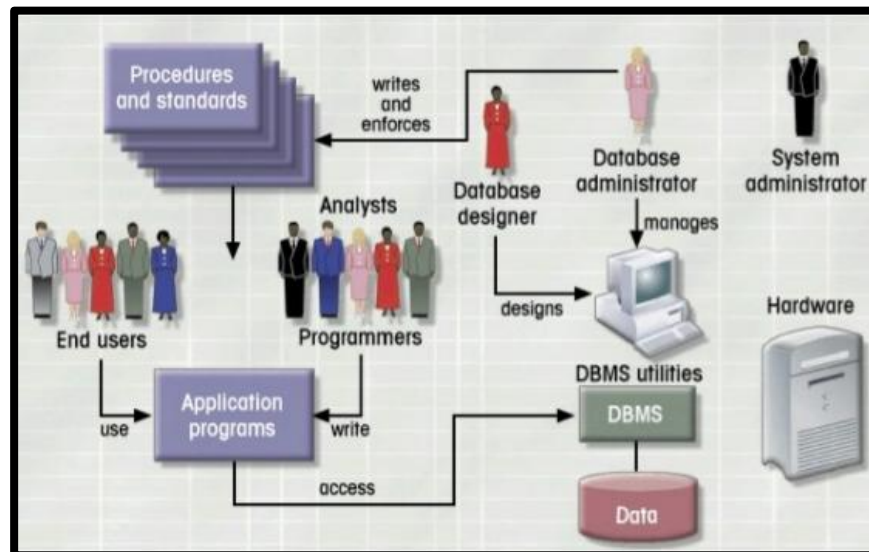 Procedures
and standards
writes
and
enforces
Database
designer
Database
administrator
System
administrator
Analysts
manages
designs
Hardware
End users
Programmers
DBMS utilities
use
Application
programs
write
DBMS
access
Data